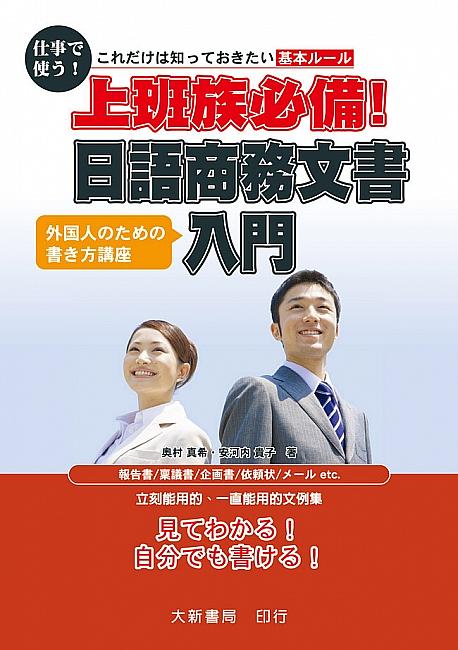 仕事で
使う!
これだけは知っておきたい 基本ルール
上班族必備!
日語商務文書
入門
外国人のための
書き方講座
奥村 真希・安河内 貴子 著
報告書/稟議書/企画書/依頼状/メール etc.
立刻能用的、一直能用的文例集
見てわかる!
自分でも書ける!
大新書局 印行